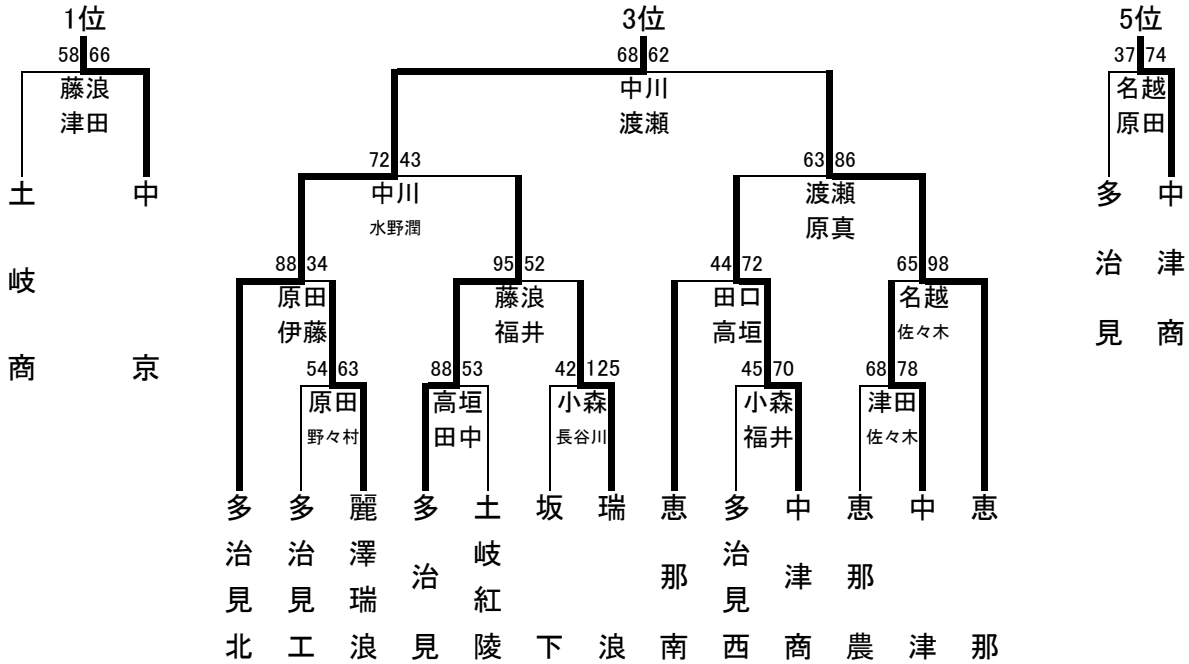 1位
3位
5位
58 66
68 62
37 74
藤浪
津田
中川
渡瀬
名越
原田
72 43
63 86
土岐商
中京
中川
水野潤
渡瀬
原真
多治見
中津商
88 34
95 52
44 72
65 98
原田
伊藤
藤浪
福井
田口
高垣
名越
佐々木
54 63
88 53
42 125
45 70
68 78
原田
野々村
高垣
田中
小森
長谷川
小森
福井
津田
佐々木
多治見北
多治見工
麗澤瑞浪
多治見
土岐紅陵
坂下
瑞浪
恵那南
多治見西
中津商
恵那農
中津
恵那